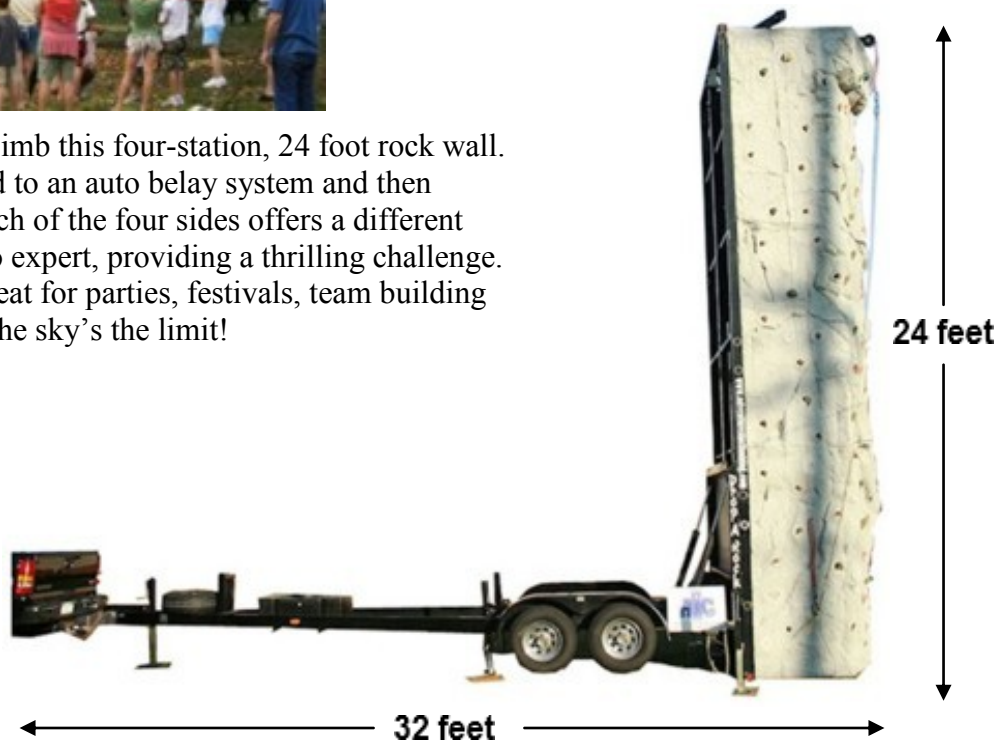 imb this four-station, 24 foot rock wall.
d to an auto belay system and then
ch of the four sides offers a different
o expert, providing a thrilling challenge.
eat for parties, festivals, team building
he sky’s the limit!
24 feet
32 feet